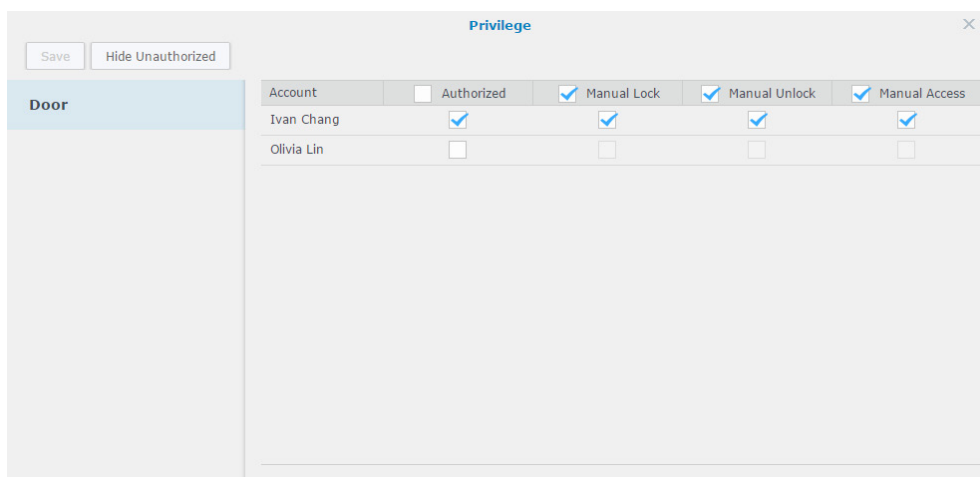 Privilege
Save Hide Unauthorized
Door
Account Authorized Manual Lock Manual Unlock Manual Access
Ivan Chang
Olivia Lin